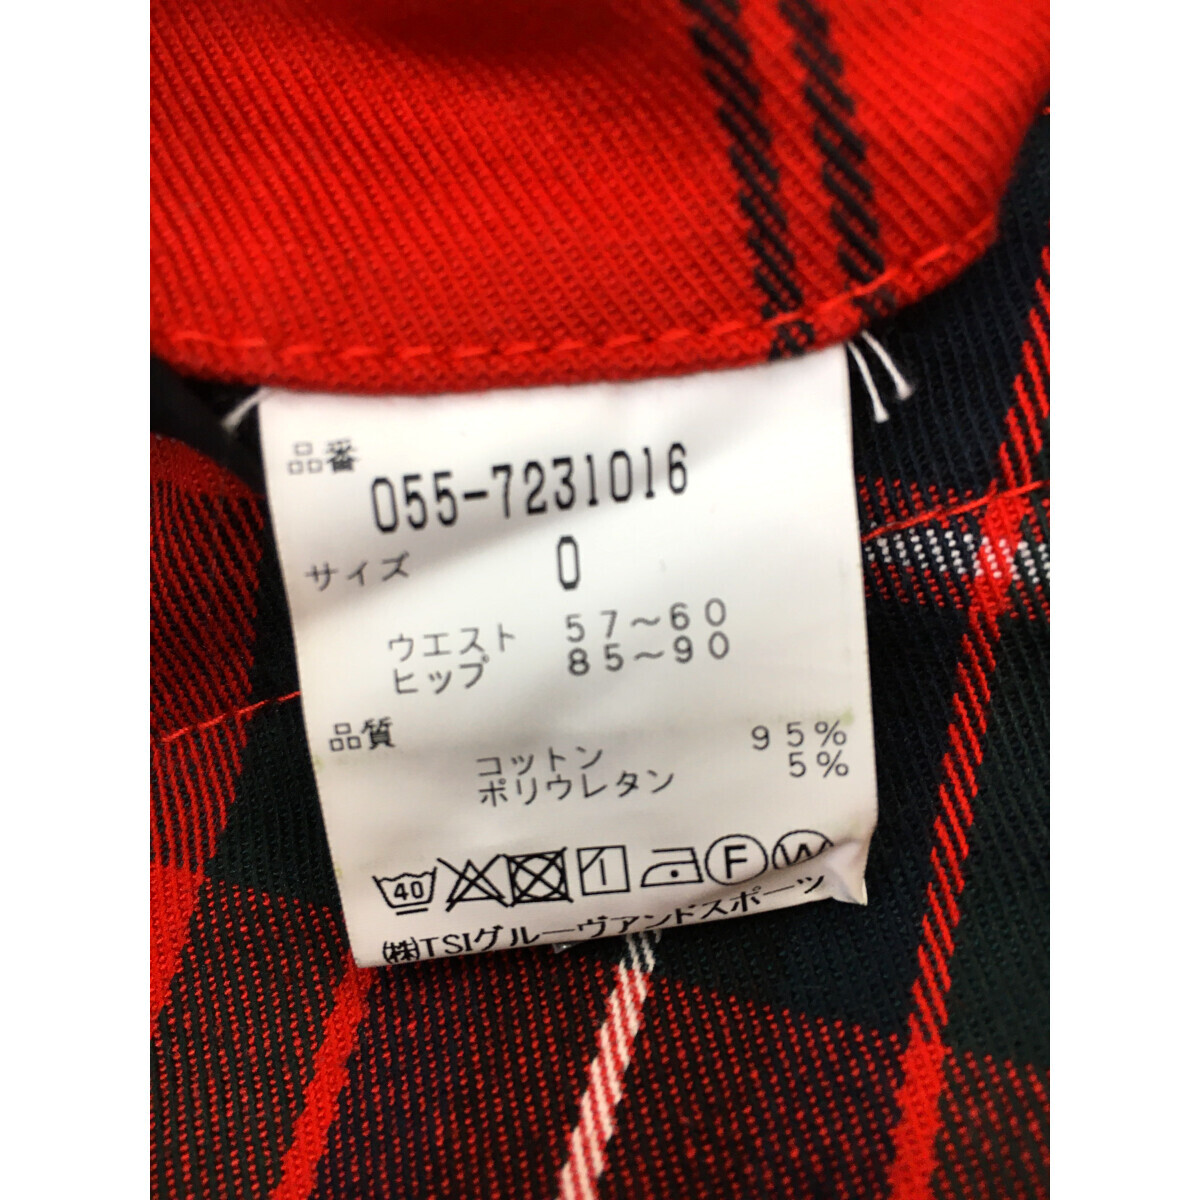 品番
055-7231016
サイズ 0
ウエスト 57～60
ヒップ 85～90
品質
コットン 95%
ポリウレタン 5%
40 F W
㈱TSIグルーヴアンドスポーツ